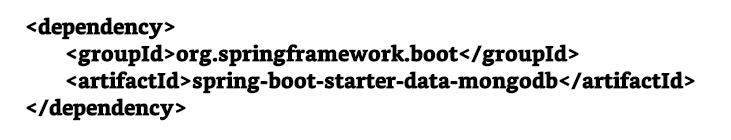 <dependency>
    <groupId>org.springframework.boot</groupId>
    <artifactId>spring-boot-starter-data-mongodb</artifactId>
</dependency>